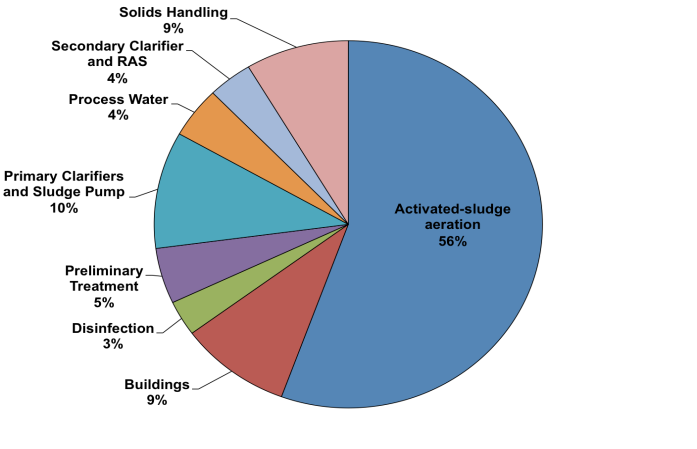 Solids Handling
9%
Secondary Clarifier
and RAS
4%
Process Water
4%
Primary Clarifiers
and Sludge Pump
10%
Activated-sludge
aeration
56%
Preliminary
Treatment
5%
Disinfection
3%
Buildings
9%